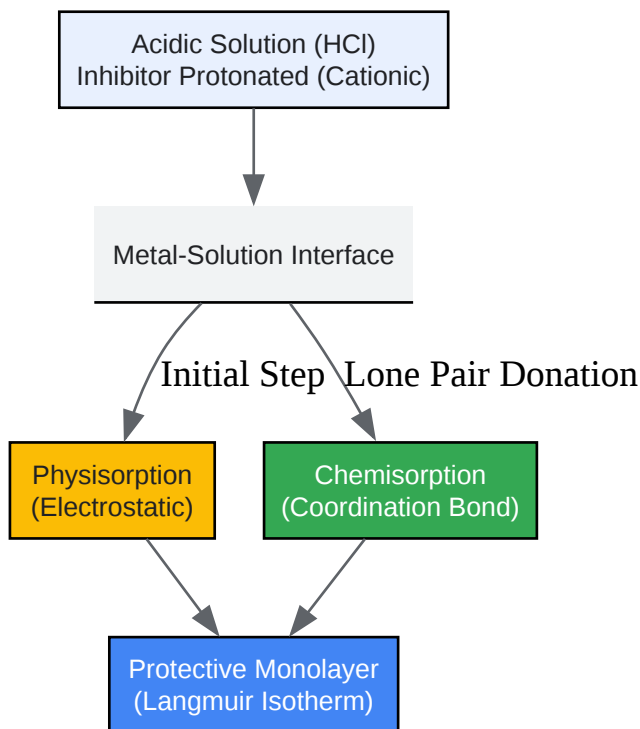 Acidic Solution (HCl)
Inhibitor Protonated (Cationic)
Metal-Solution Interface
Initial Step
Lone Pair Donation
Physisorption
(Electrostatic)
Chemisorption
(Coordination Bond)
Protective Monolayer
(Langmuir Isotherm)